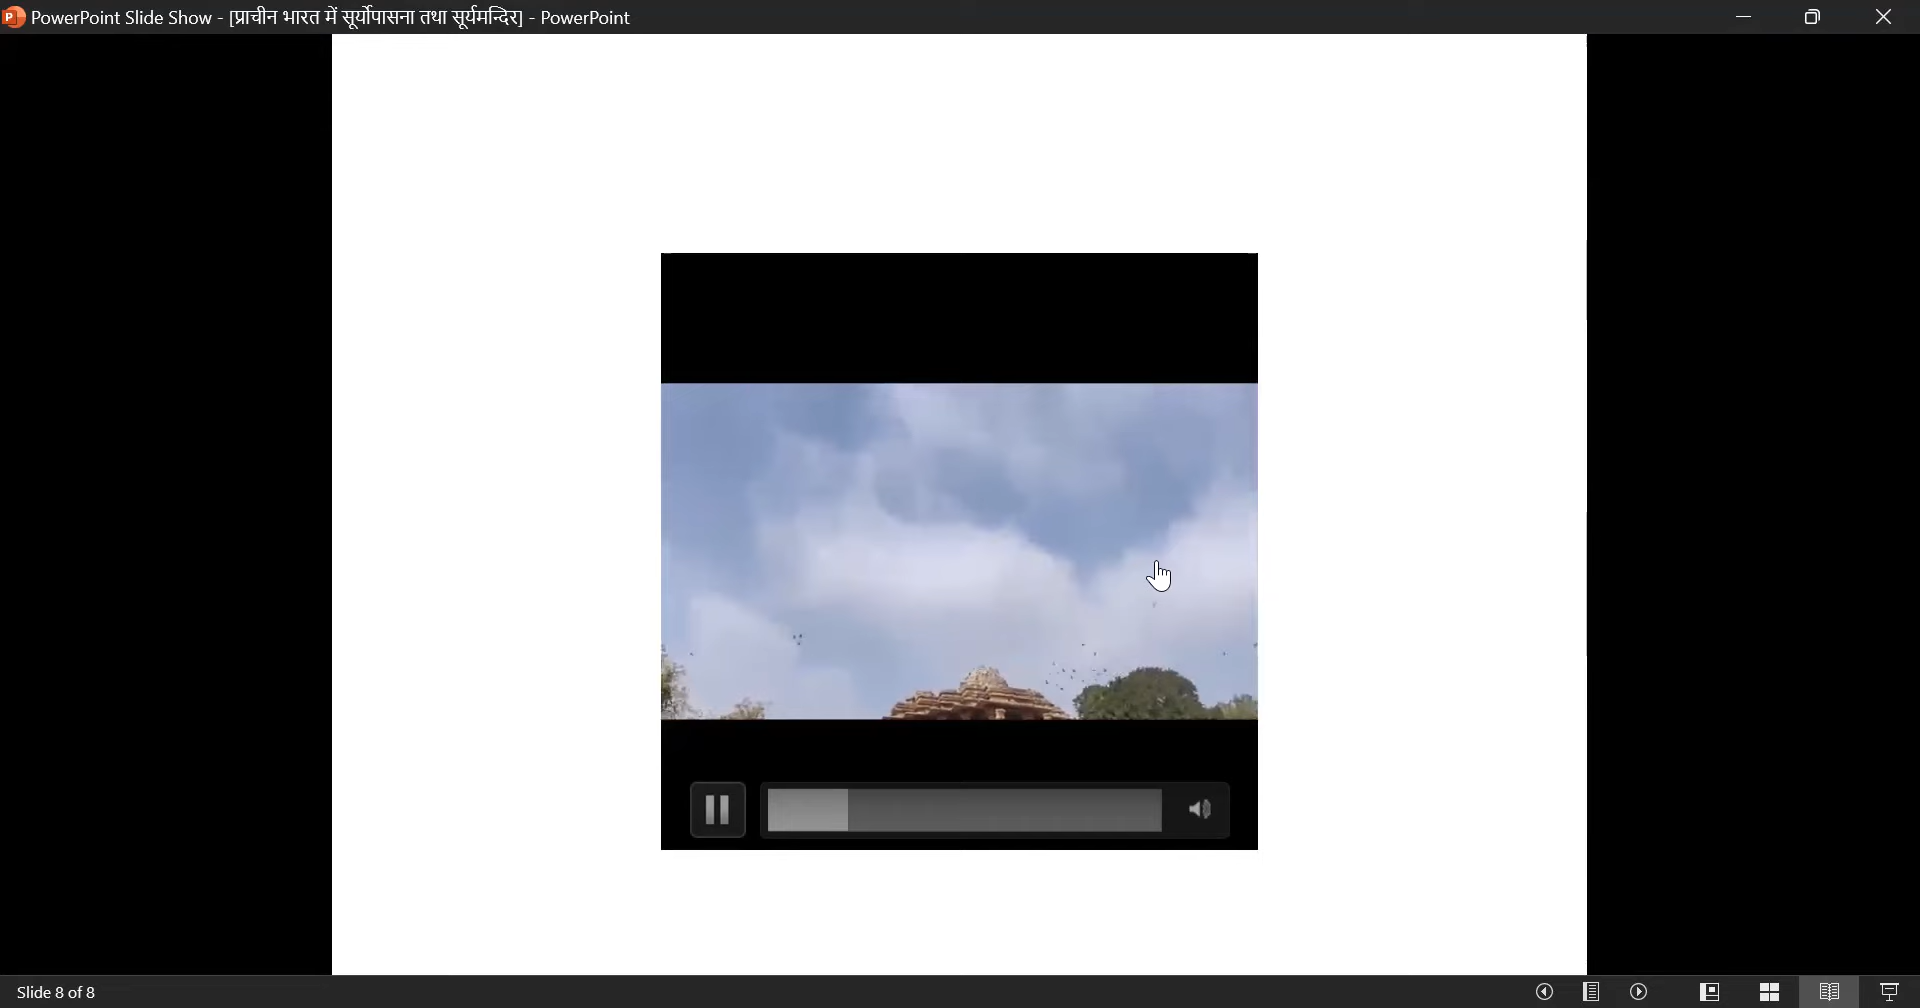 PowerPoint Slide Show - [प्राचीन भारत में सूर्योपासना तथा सूर्यमन्दिर] - PowerPoint
Slide 8 of 8